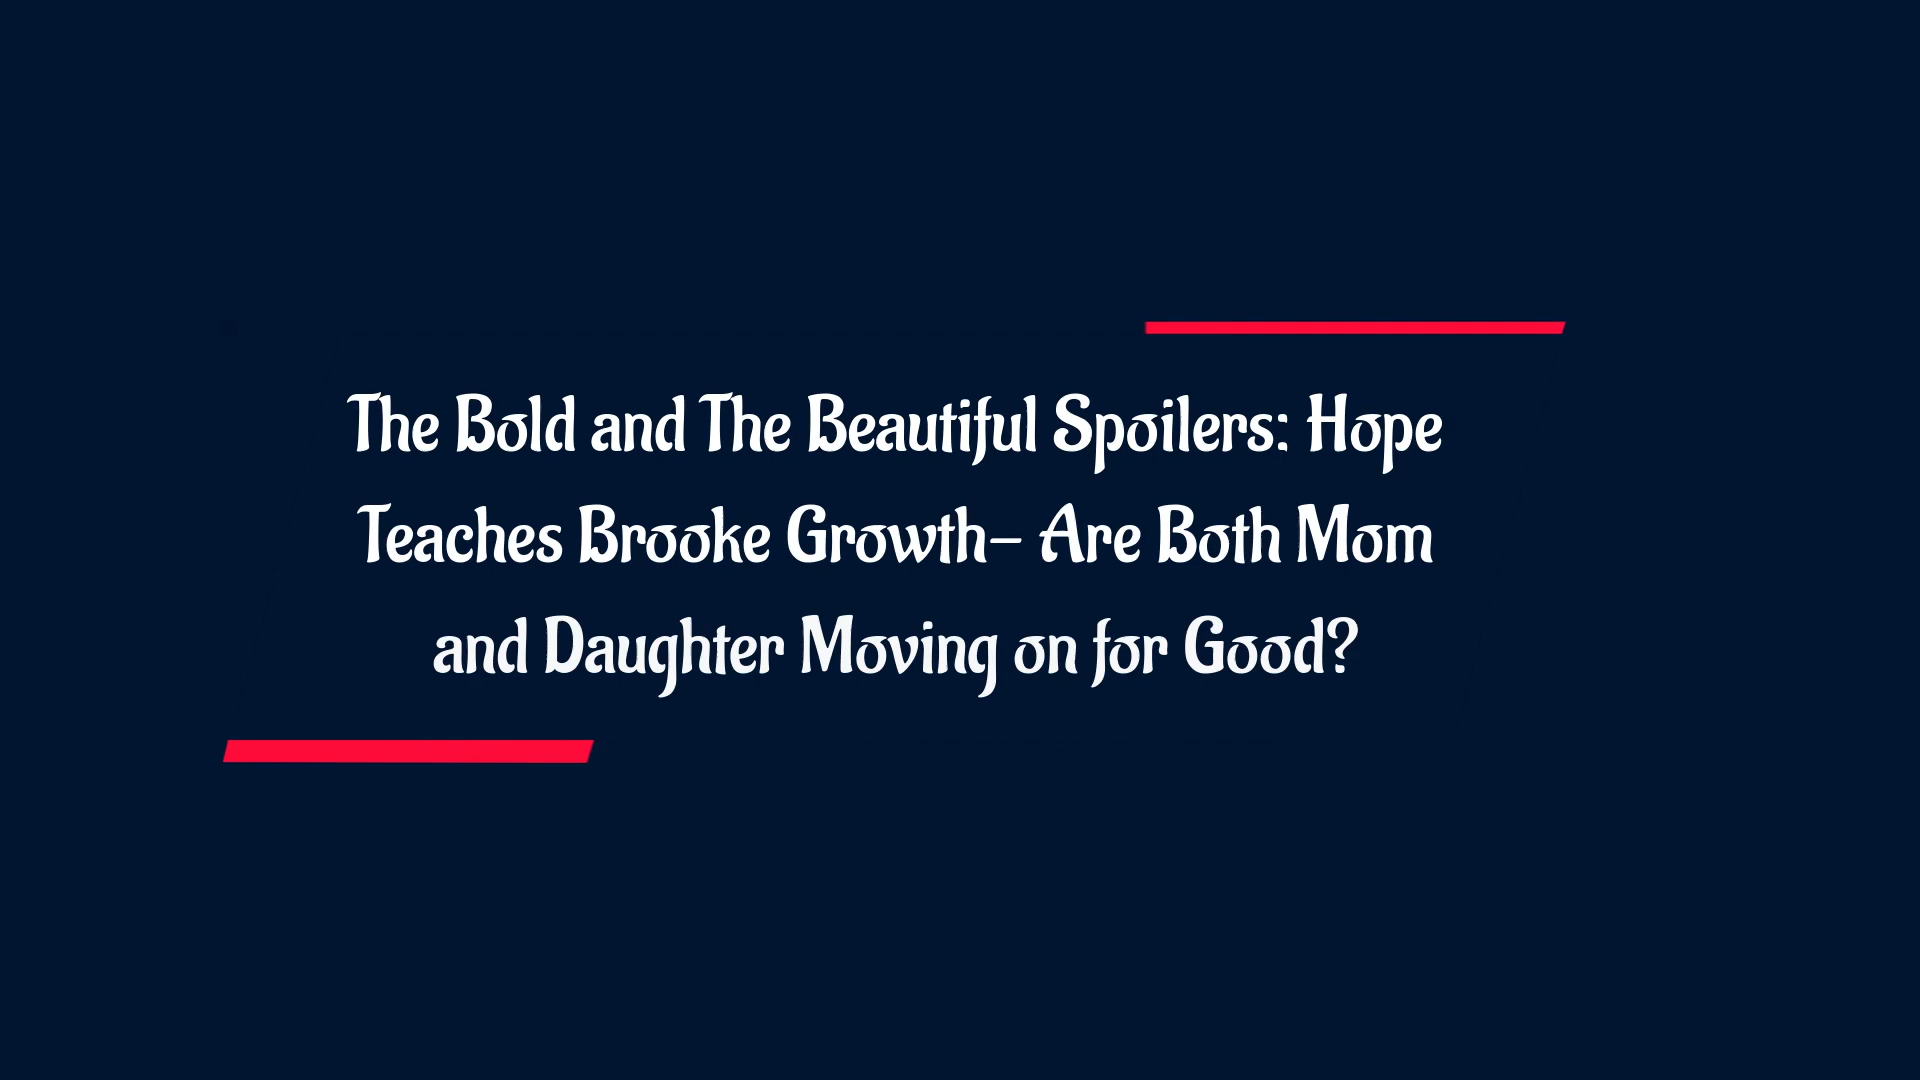 The Bold and The Beautiful Spoilers: Hope
Teaches Brooke Growth– Are Both Mom
and Daughter Moving on for Good?